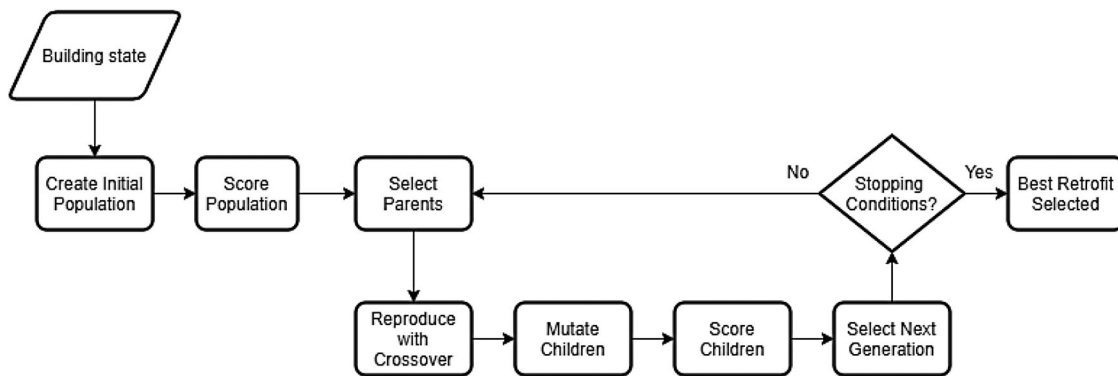 Building state
Create Initial
Population
Score
Population
Select
Parents
No
Stopping
Conditions?
Yes
Best Retrofit
Selected
Reproduce
with
Crossover
Mutate
Children
Score
Children
Select Next
Generation